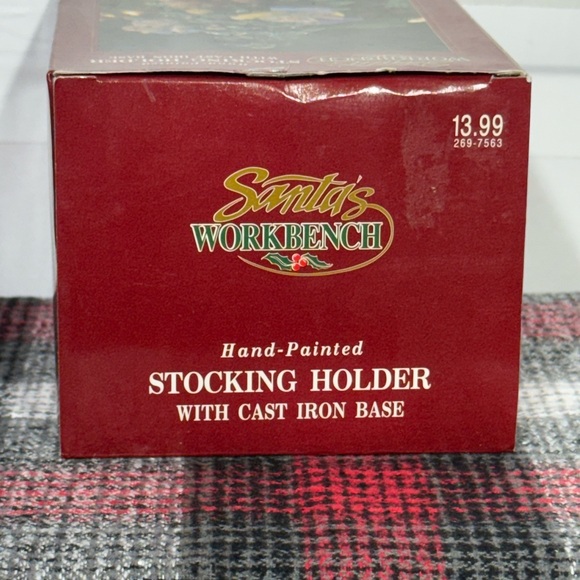 13.99
269-7563
Santa's
WORKBENCH
Hand-Painted
STOCKING HOLDER
WITH CAST IRON BASE